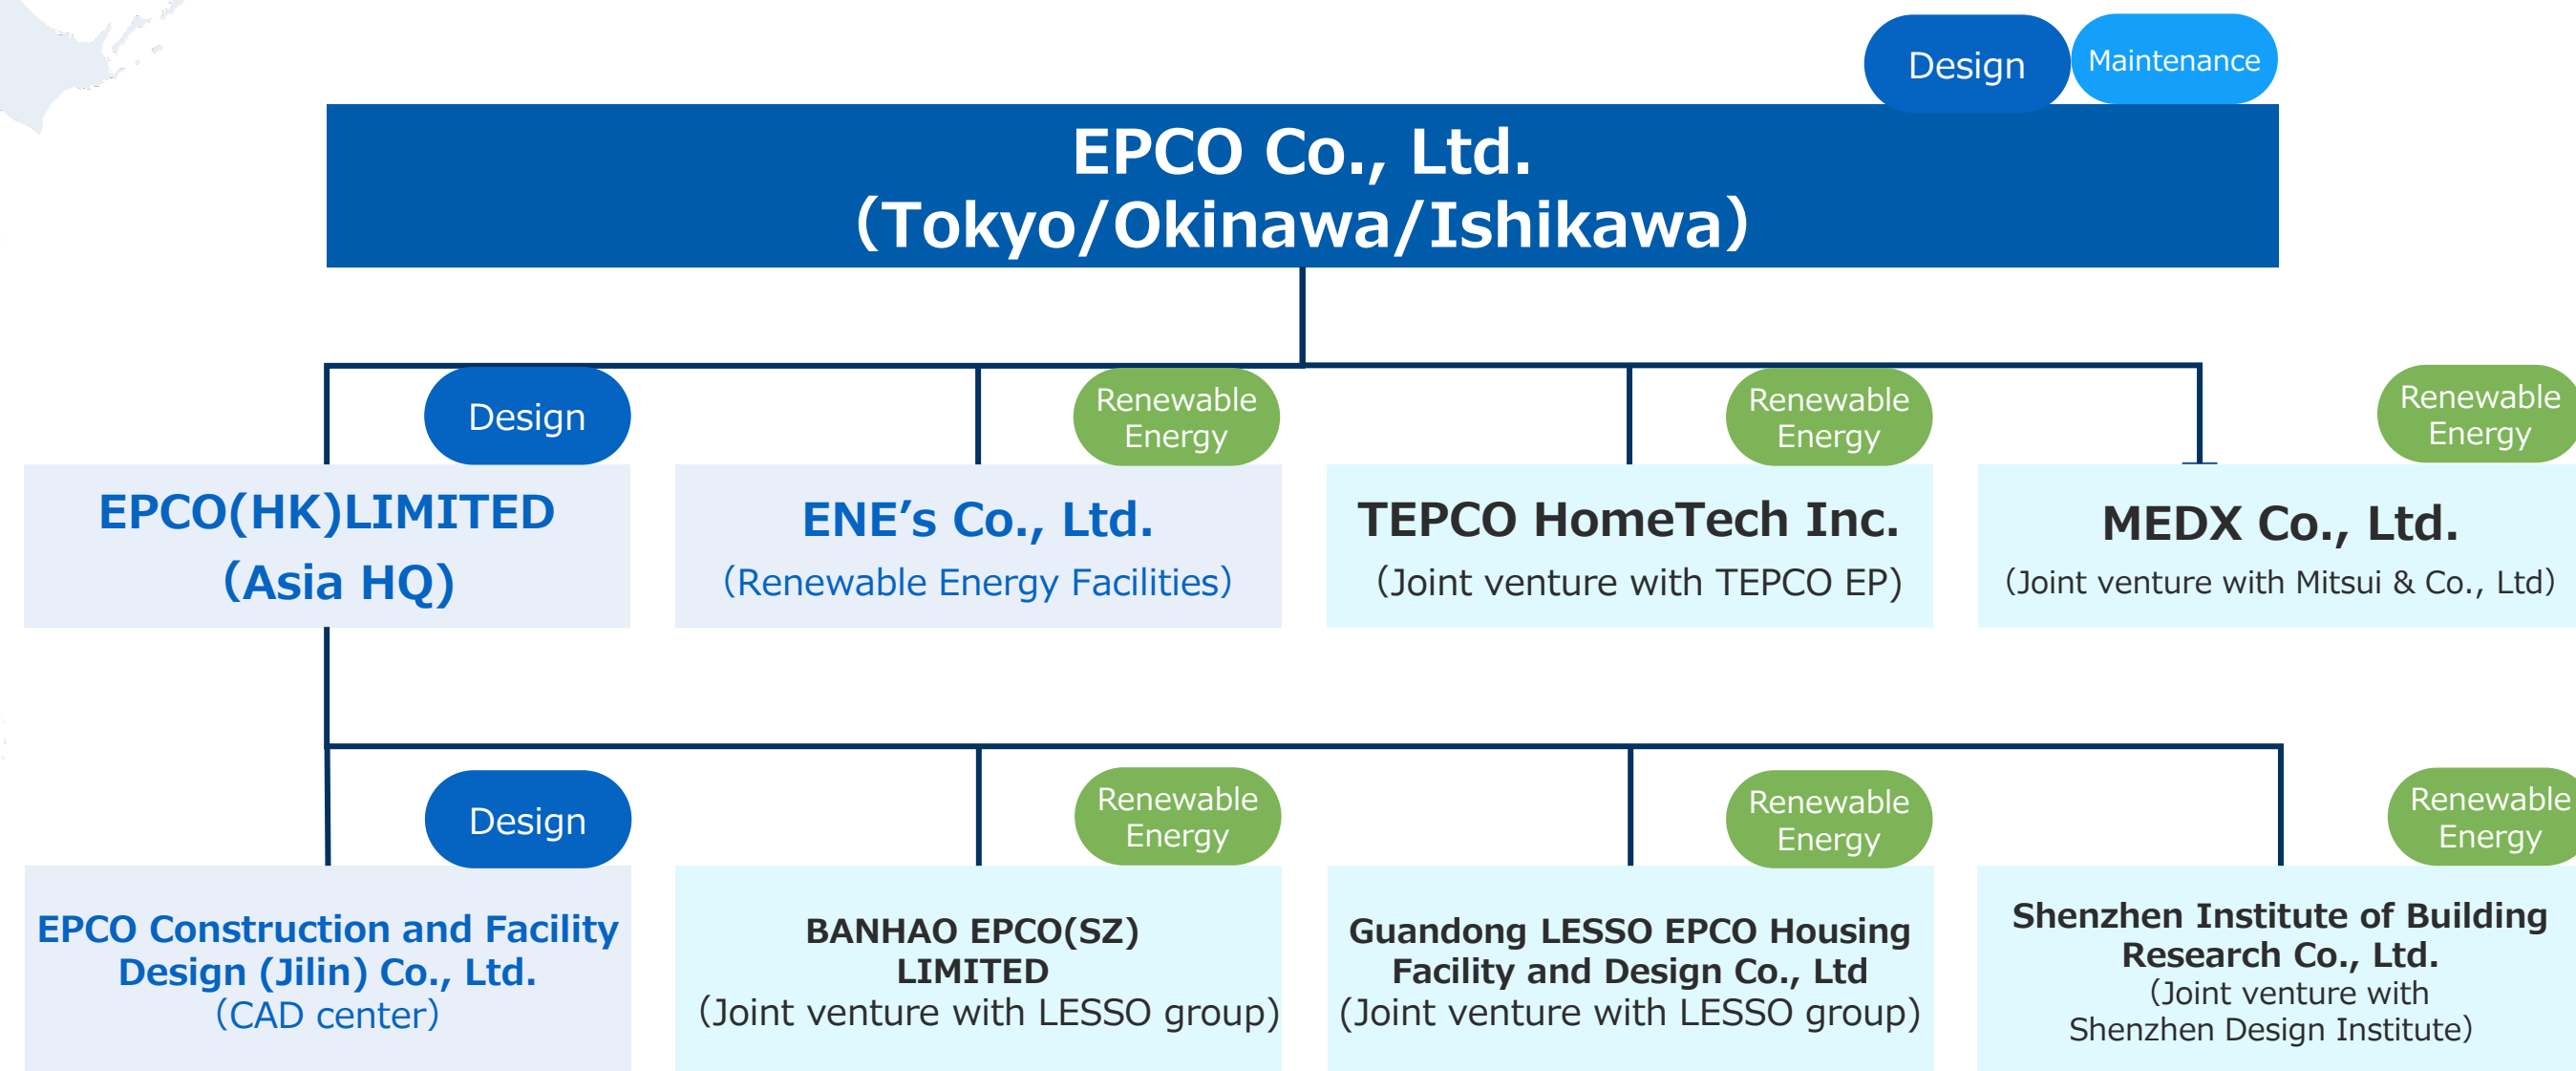 Design
Maintenance
EPCO Co., Ltd.
（Tokyo/Okinawa/Ishikawa）
Design
Renewable
Energy
Renewable
Energy
Renewable
Energy
EPCO(HK)LIMITED
（Asia HQ)
ENE’s Co., Ltd.
（Renewable Energy Facilities）
TEPCO HomeTech Inc.
（Joint venture with TEPCO EP)
MEDX Co., Ltd.
（Joint venture with Mitsui & Co., Ltd）
Design
Renewable
Energy
Renewable
Energy
Renewable
Energy
EPCO Construction and Facility
Design (Jilin) Co., Ltd.
（CAD center）
BANHAO EPCO(SZ)
LIMITED
（Joint venture with LESSO group)
Guandong LESSO EPCO Housing
Facility and Design Co., Ltd
(Joint venture with LESSO group）
Shenzhen Institute of Building
Research Co., Ltd.
（Joint venture with
Shenzhen Design Institute）